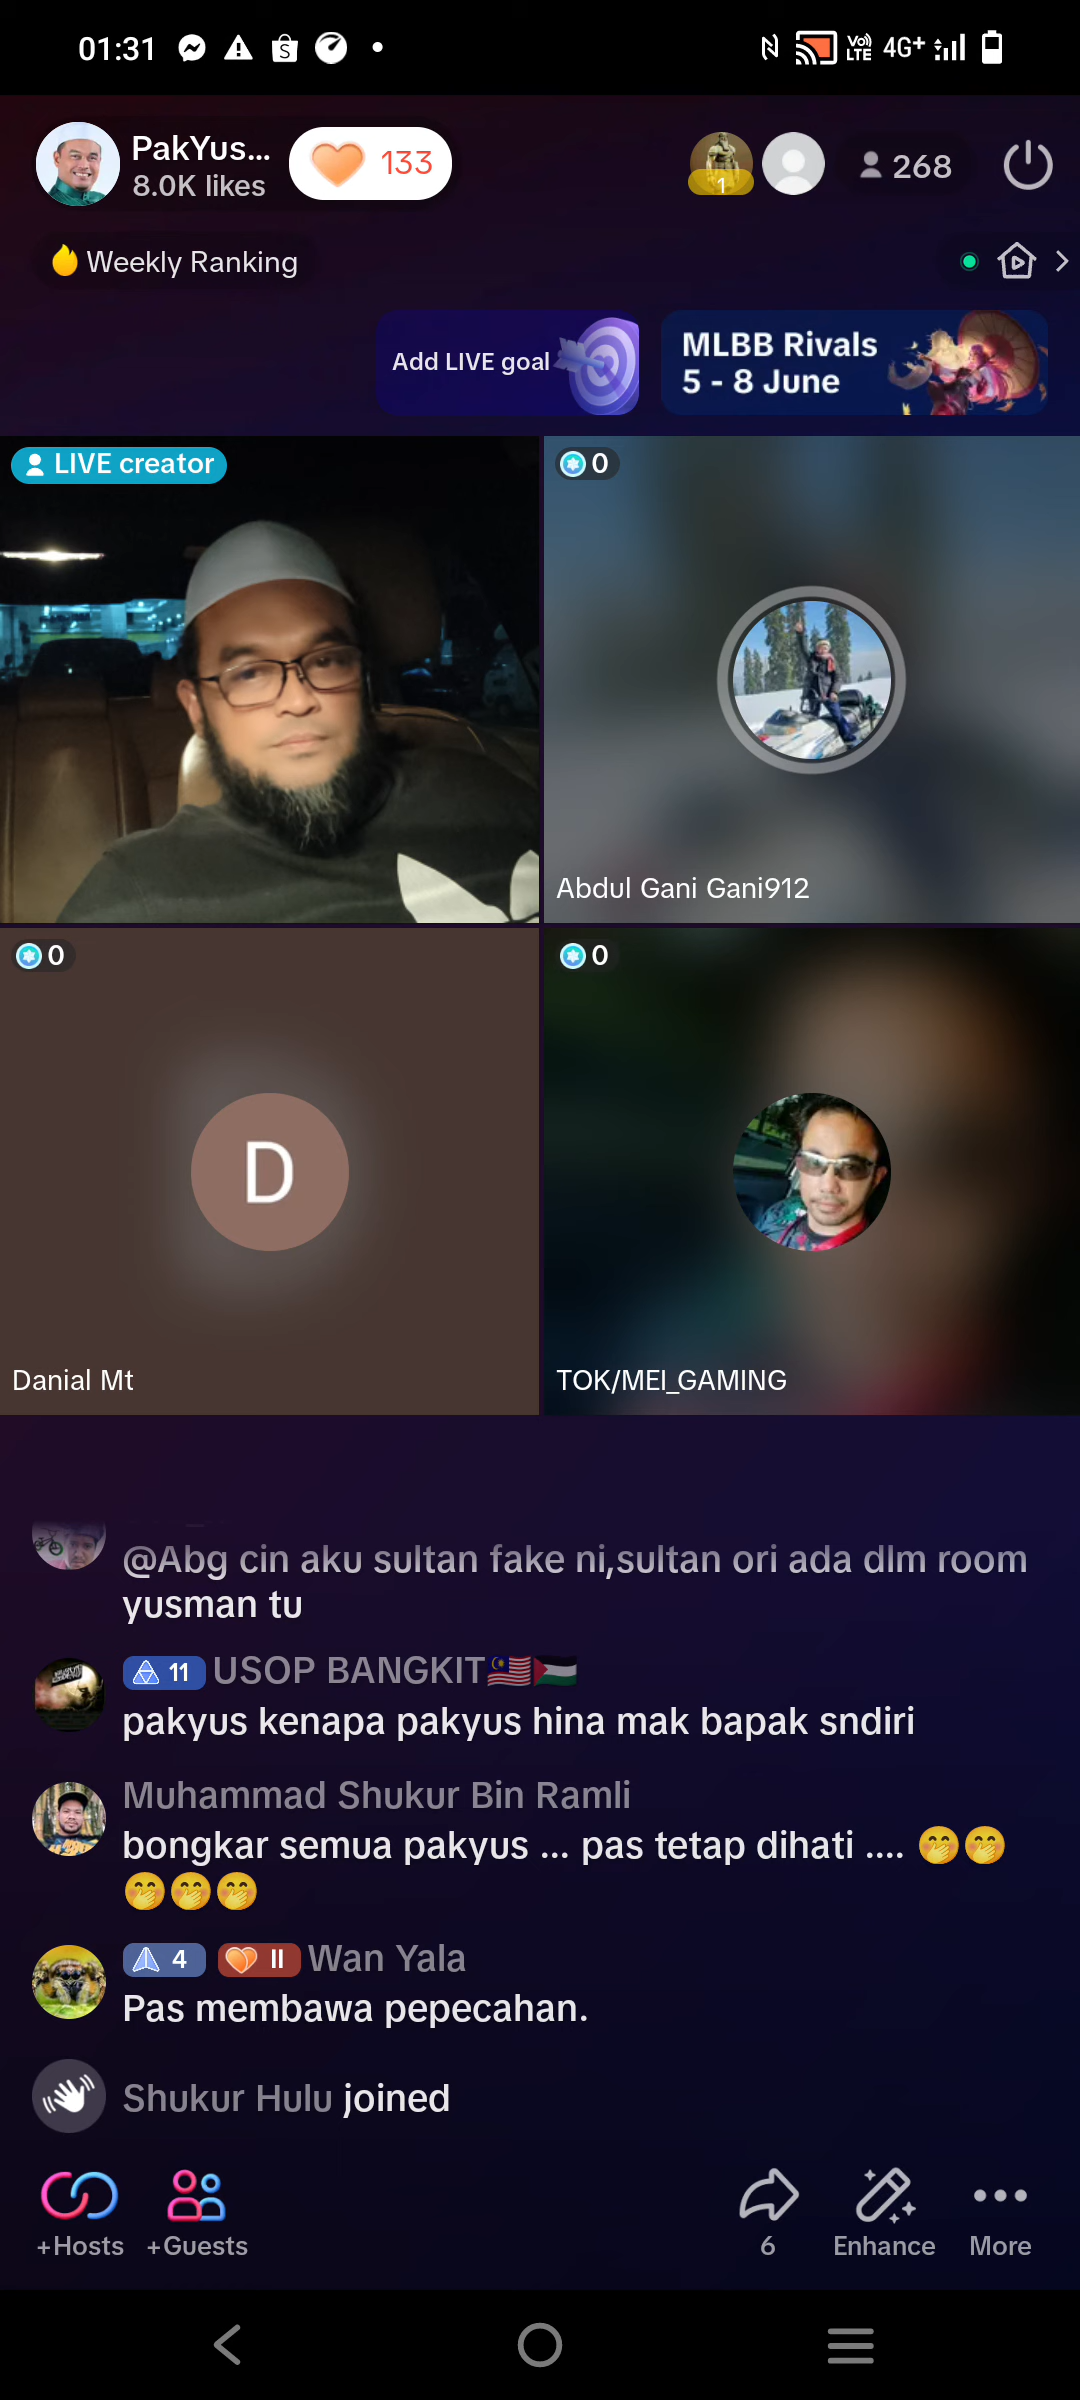 01:31
VoLTE 4G+
PakYus...
8.0K likes
133
1
268
Weekly Ranking
Add LIVE goal
MLBB Rivals
5 - 8 June
LIVE creator
0
Abdul Gani Gani912
0
0
D
Danial Mt
TOK/MEI_GAMING
@Abg cin aku sultan fake ni,sultan ori ada dlm room
yusman tu
11 USOP BANGKIT🇲🇾🇵🇸
pakyus kenapa pakyus hina mak bapak sndiri
Muhammad Shukur Bin Ramli
bongkar semua pakyus ... pas tetap dihati .... 🤭🤭
🤭🤭🤭
4 II Wan Yala
Pas membawa pepecahan.
Shukur Hulu joined
+Hosts +Guests 6 Enhance More